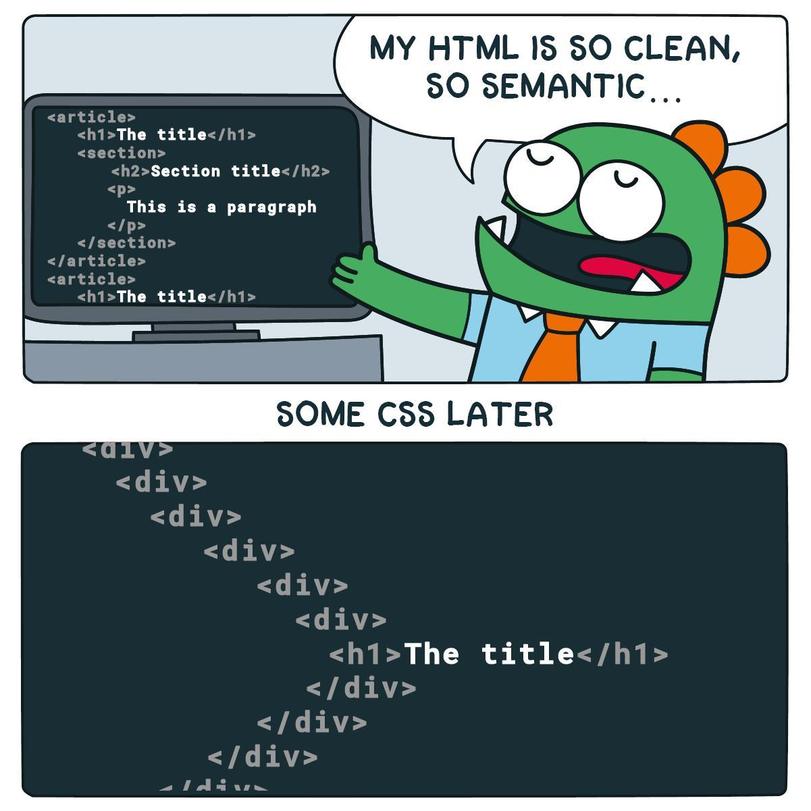 MY HTML IS SO CLEAN,
SO SEMANTIC...
<article>
<h1>The title</h1>
<section>
<h2>Section title</h2>
<p>
This is a paragraph
</p>
</section>
</article>
<article>
<h1>The title</h1>
SOME CSS LATER
<div>
<div>
<div>
<div>
<div>
<div>
<h1>The title</h1>
</div>
</div>
</div>
</div>